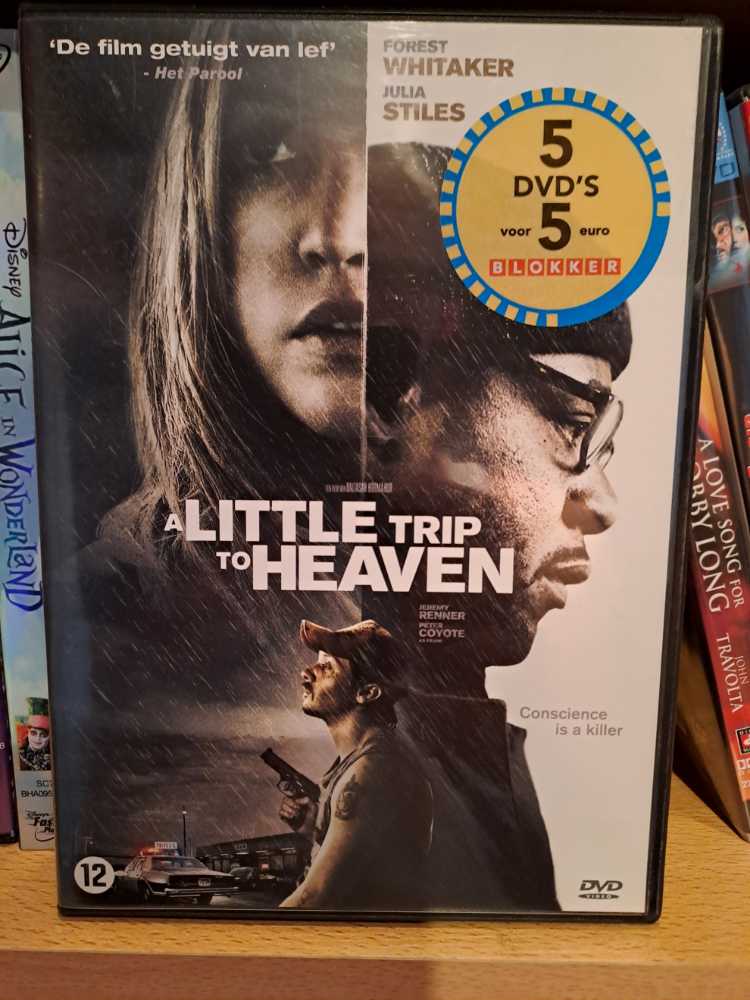 'De film getuigt van lef'
- Het Parool
FOREST
WHITAKER
JULIA
STILES
5
DVD'S
voor 5 euro
BLOKKER
A LITTLE TRIP
TO HEAVEN
JEREMY
RENNER
PETER
COYOTE
Conscience
is a killer
12
DVD
VIDEO
DISNEY
ALICE IN WONDERLAND
A LOVE SONG FOR
BOBBY LONG
JOHN
TRAVOLTA